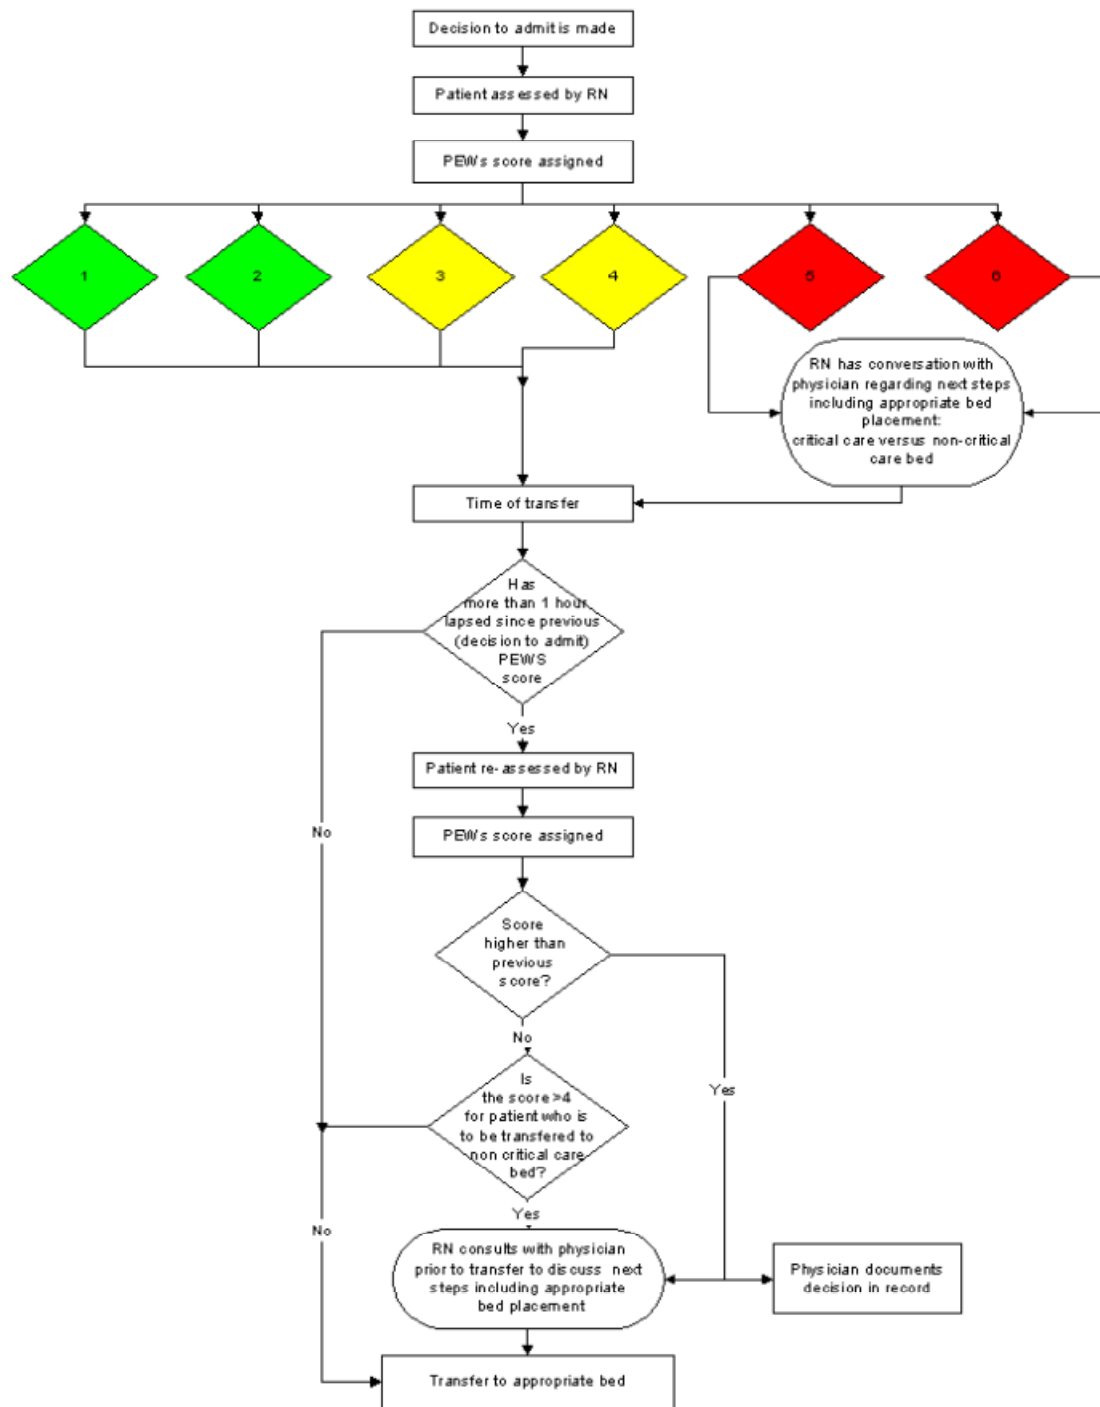 Decision to admit is made
Patient assessed by RN
PEWs score assigned
1
2
3
4
5
6
RN has conversation with
physician regarding next steps
including appropriate bed
placement:
critical care versus non-critical
care bed
Time of transfer
Has
more than 1 hour
lapsed since previous
(decision to admit)
PEWS
score
Yes
Patient re-assessed by RN
No
PEWs score assigned
Score
higher than
previous
score?
No
Yes
Is
the score >4
for patient who is
to be transfered to
non critical care
bed?
Yes
No
RN consults with physician
prior to transfer to discuss next
steps including appropriate
bed placement
Physician documents
decision in record
Transfer to appropriate bed